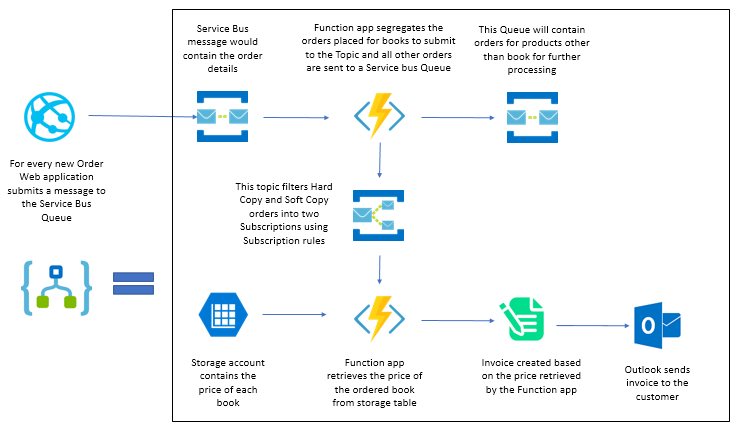 Service Bus
message would
contain the order
details
Function app segregates the
orders placed for books to submit
to the Topic and all other orders
are sent to a Service bus Queue
This Queue will contain
orders for products other
than book for further
processing
For every new Order
Web application
submits a message to
the Service Bus
Queue
This topic filters Hard
Copy and Soft Copy
orders into two
Subscriptions using
Subscription rules
Storage account
contains the
price of each
book
Function app
retrieves the price of
the ordered book
from storage table
Invoice created based
on the price retrieved
by the Function app
O
Outlook sends
invoice to the
customer